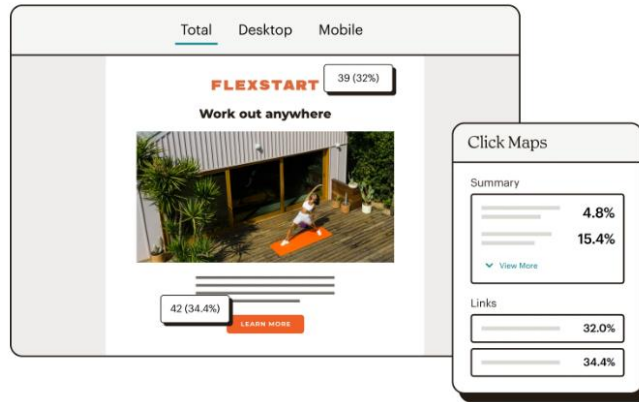 Total Desktop Mobile
FLEXSTART
39 (32%)
Work out anywhere
42 (34.4%)
LEARN MORE
Click Maps
Summary
4.8%
15.4%
View More
Links
32.0%
34.4%